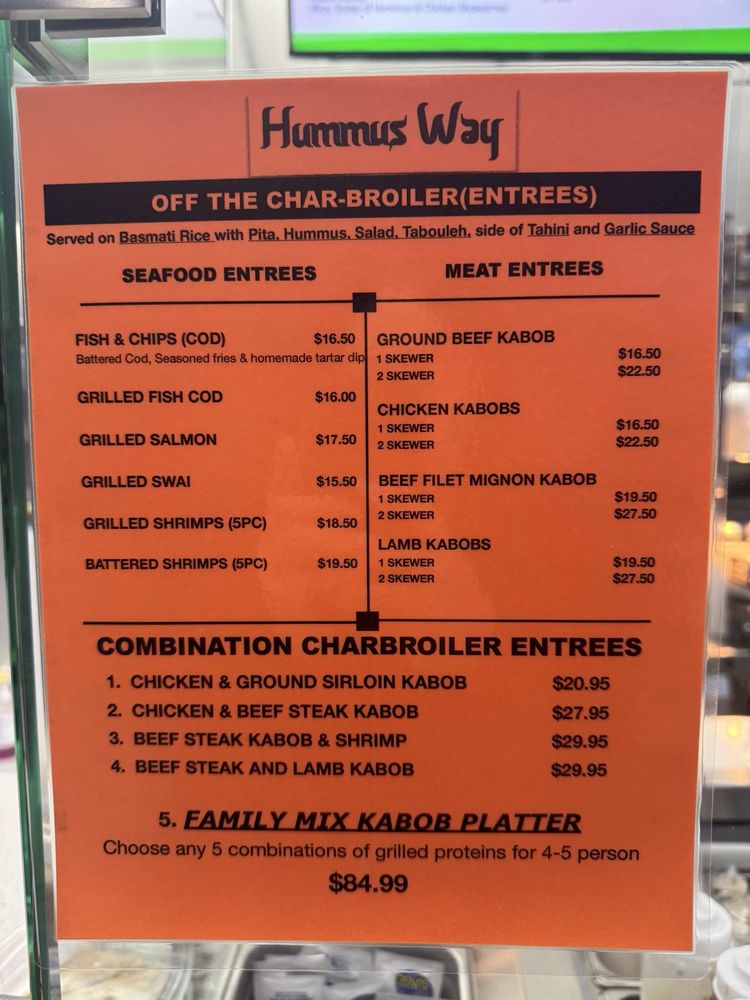 Hummus Way
OFF THE CHAR-BROILER(ENTREES)
Served on Basmati Rice with Pita, Hummus, Salad, Tabouleh, side of Tahini and Garlic Sauce
SEAFOOD ENTREES
FISH & CHIPS (COD) $16.50
Battered Cod, Seasoned fries & homemade tartar dip
GRILLED FISH COD $16.00
GRILLED SALMON $17.50
GRILLED SWAI $15.50
GRILLED SHRIMPS (5PC) $18.50
BATTERED SHRIMPS (5PC) $19.50
MEAT ENTREES
GROUND BEEF KABOB
1 SKEWER $16.50
2 SKEWER $22.50
CHICKEN KABOBS
1 SKEWER $16.50
2 SKEWER $22.50
BEEF FILET MIGNON KABOB
1 SKEWER $19.50
2 SKEWER $27.50
LAMB KABOBS
1 SKEWER $19.50
2 SKEWER $27.50
COMBINATION CHARBROILER ENTREES
1. CHICKEN & GROUND SIRLOIN KABOB $20.95
2. CHICKEN & BEEF STEAK KABOB $27.95
3. BEEF STEAK KABOB & SHRIMP $29.95
4. BEEF STEAK AND LAMB KABOB $29.95
5. FAMILY MIX KABOB PLATTER
Choose any 5 combinations of grilled proteins for 4-5 person
$84.99